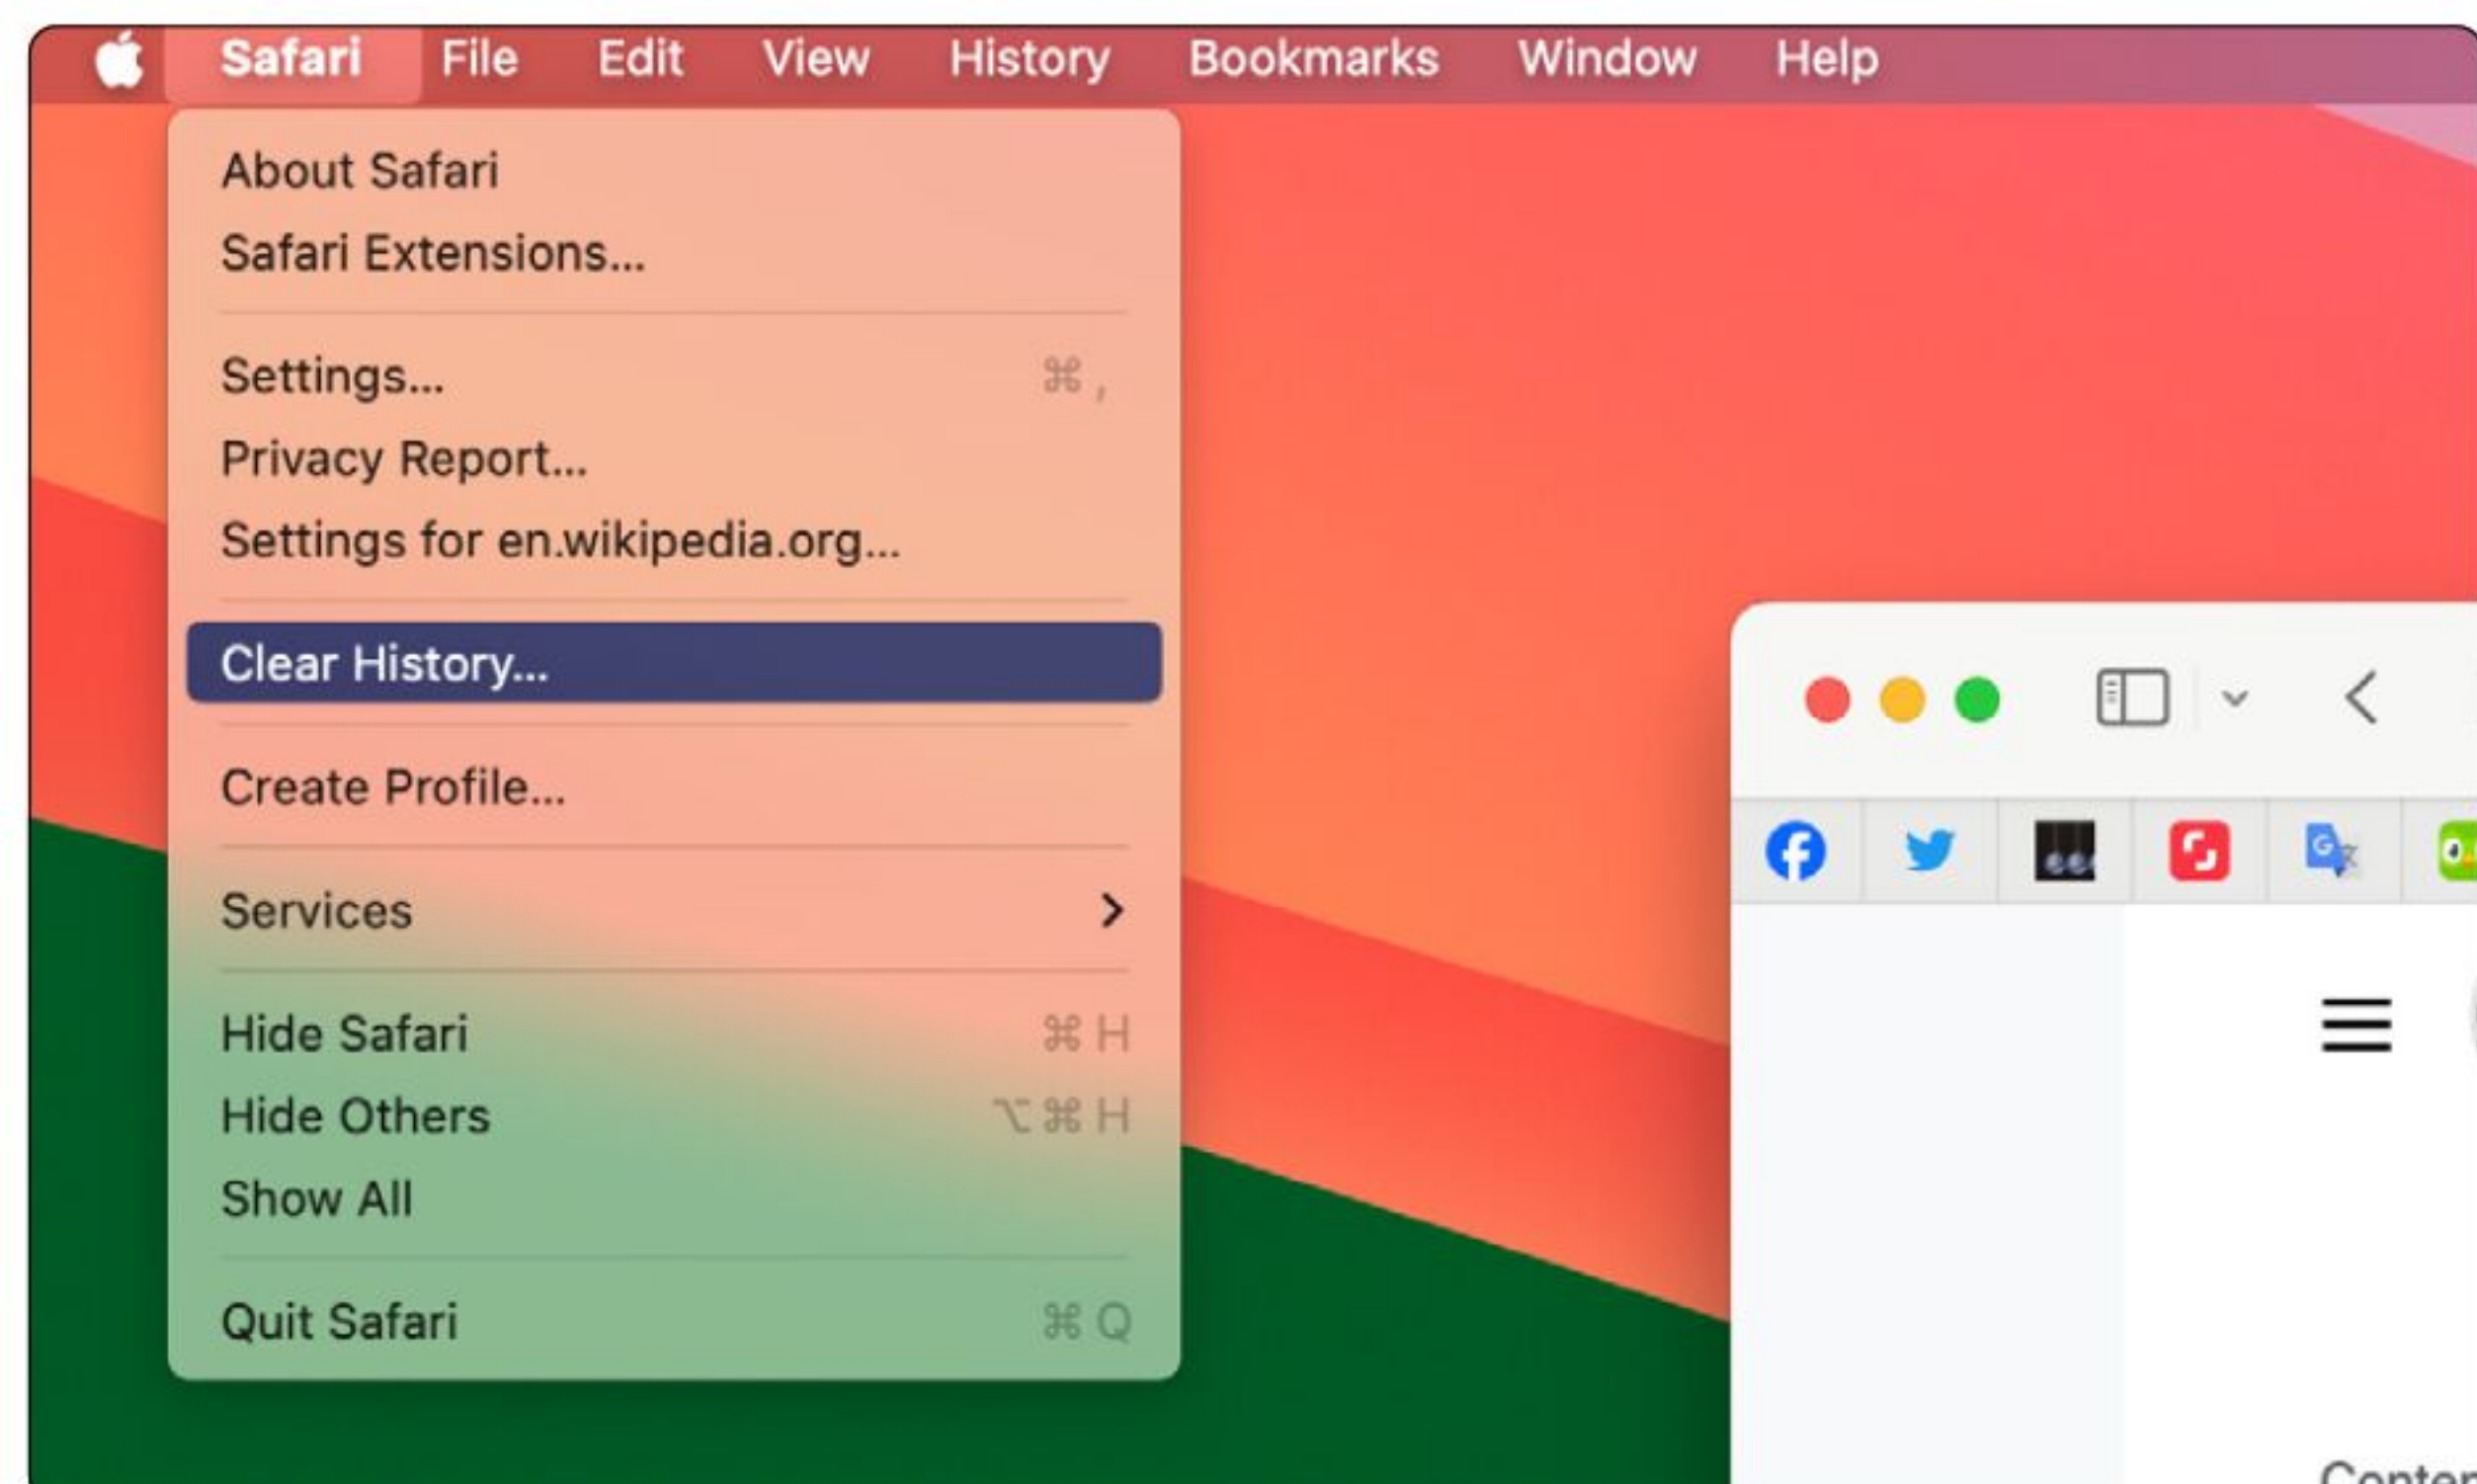 Safari File Edit View History Bookmarks Window Help
About Safari
Safari Extensions...
Settings... ⌘ ,
Privacy Report...
Settings for en.wikipedia.org...
Clear History...
Create Profile...
Services
Hide Safari ⌘ H
Hide Others ⌥ ⌘ H
Show All
Quit Safari ⌘ Q